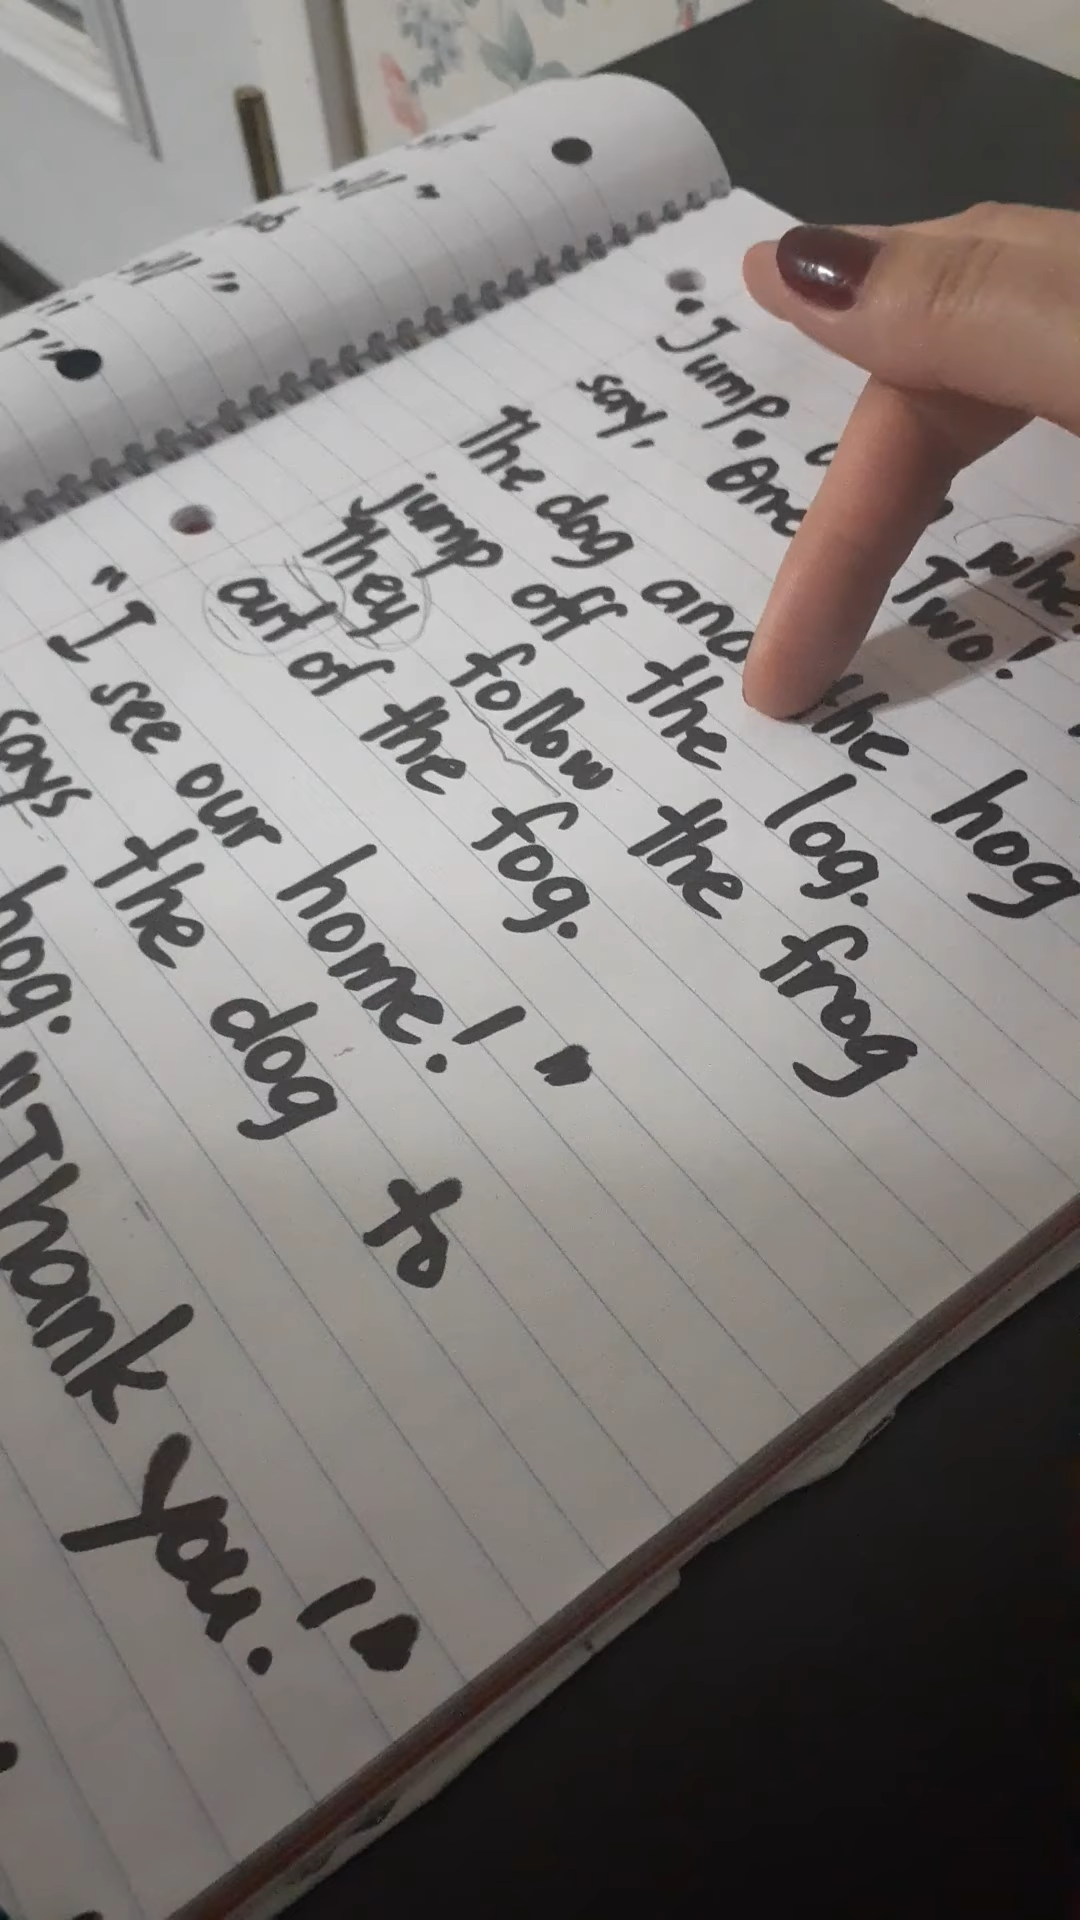 "Jump,
say, "One Two!
The dog and the hog
jump off the log.
They follow the frog
out of the fog.
"I see our home!"
says the dog to
hog. "Thank you!"